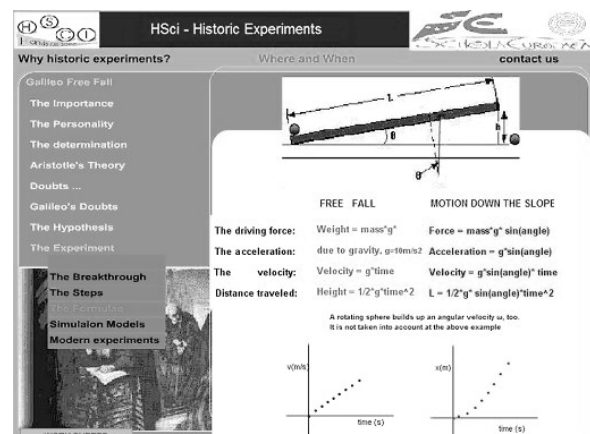 H S C I
HSci - Historic Experiments
Why historic experiments?
Where and When
contact us
Galileo Free Fall
The Importance
The Personality
The determination
Aristotle's Theory
Doubts ...
Galileo's Doubts
The Hypothesis
The Experiment
The Breakthrough
The Steps
The Formulae
Simulaion Models
Modern experiments
L
h
θ
θ
FREE FALL MOTION DOWN THE SLOPE
The driving force: Weight = mass*g* Force = mass*g* sin(angle)
The acceleration: due to gravity, g=10m/s2 Acceleration = g*sin(angle)
The velocity: Velocity = g*time Velocity = g*sin(angle)* time
Distance traveled: Height = 1/2*g*time^2 L = 1/2*g* sin(angle)*time^2
A rotating sphere builds up an angular velocity ω, too.
It is not taken into account at the above example
v(m/s)
time (s)
x(m)
time (s)